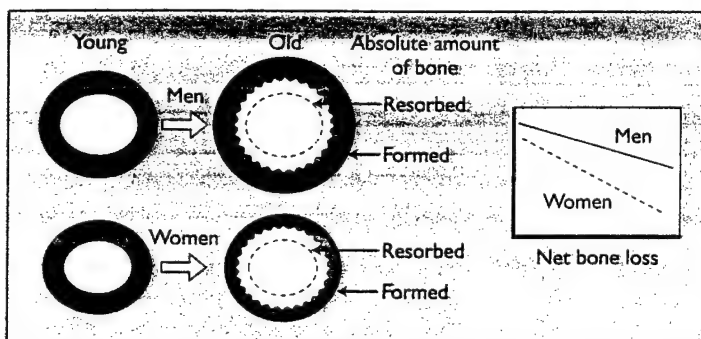 Young
Old
Absolute amount
of bone
Men
Resorbed
Formed
Men
Women
Net bone loss
Women
Resorbed
Formed